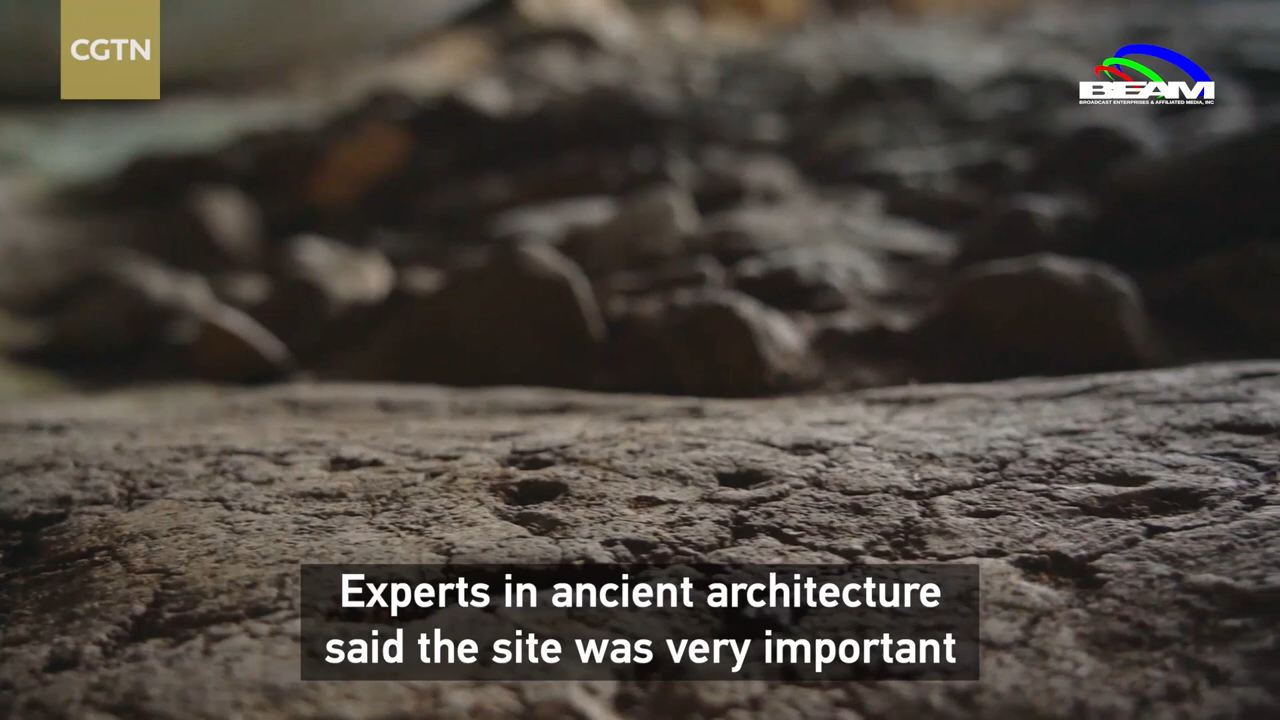 CGTN
BEAM
BROADCAST ENTERPRISES & AFFILIATED MEDIA, INC
Experts in ancient architecture
said the site was very important